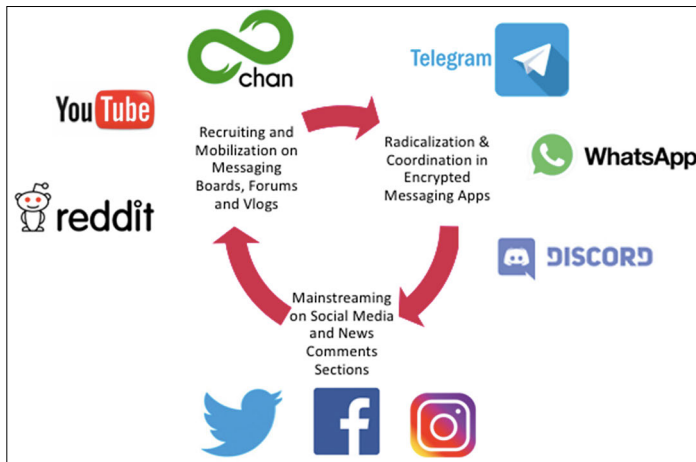 chan
Telegram
YouTube
Recruiting and
Mobilization on
Messaging
Boards, Forums
and Vlogs
Radicalization &
Coordination in
Encrypted
Messaging Apps
WhatsApp
reddit
DISCORD
Mainstreaming
on Social Media
and News
Comments
Sections